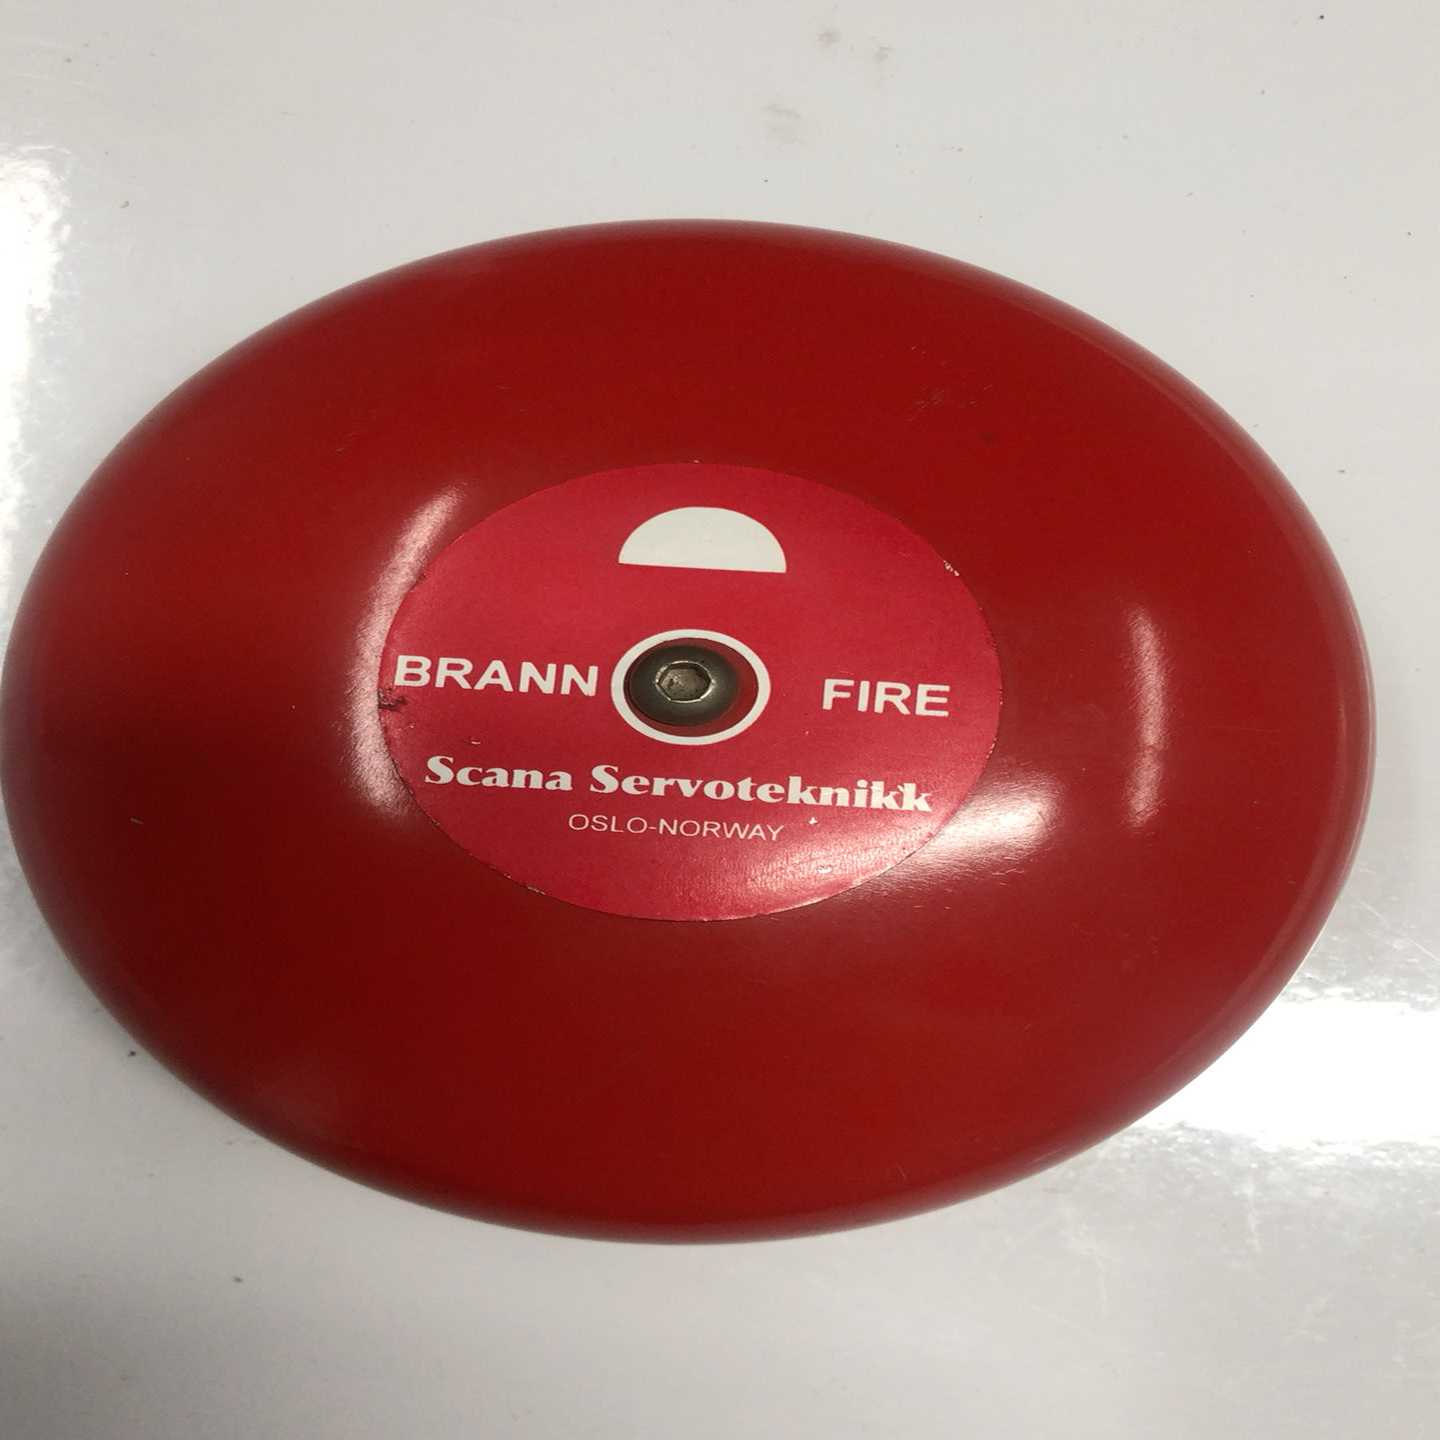 BRANN FIRE
Scana Servoteknikk
OSLO-NORWAY